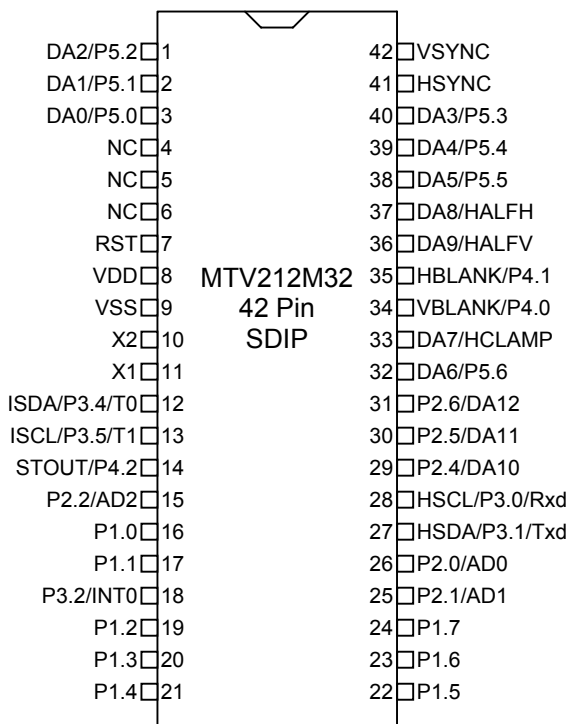 DA2/P5.2 1 42 VSYNC
DA1/P5.1 2 41 HSYNC
DA0/P5.0 3 40 DA3/P5.3
NC 4 39 DA4/P5.4
NC 5 38 DA5/P5.5
NC 6 37 DA8/HALFH
RST 7 36 DA9/HALFV
VDD 8 MTV212M32 35 HBLANK/P4.1
VSS 9 42 Pin 34 VBLANK/P4.0
X2 10 SDIP 33 DA7/HCLAMP
X1 11 32 DA6/P5.6
ISDA/P3.4/T0 12 31 P2.6/DA12
ISCL/P3.5/T1 13 30 P2.5/DA11
STOUT/P4.2 14 29 P2.4/DA10
P2.2/AD2 15 28 HSCL/P3.0/Rxd
P1.0 16 27 HSDA/P3.1/Txd
P1.1 17 26 P2.0/AD0
P3.2/INT0 18 25 P2.1/AD1
P1.2 19 24 P1.7
P1.3 20 23 P1.6
P1.4 21 22 P1.5